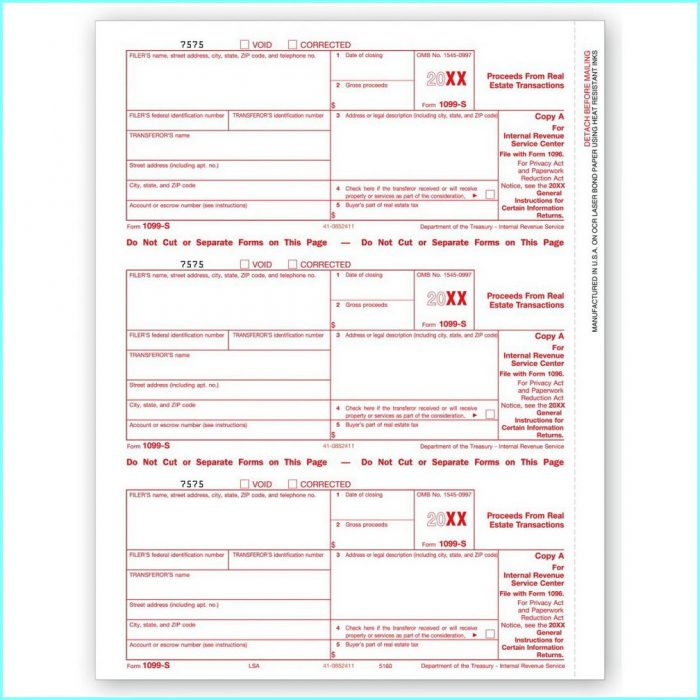 7575 VOID CORRECTED
FILER'S name, street address, city, state, ZIP code, and telephone no.
1 Date of closing
OMB No. 1545-0997
2 Gross proceeds
$
20XX
Form 1099-S
Proceeds From Real
Estate Transactions
FILER'S federal identification number
TRANSFEROR'S identification number
3 Address or legal description (including city, state, and ZIP code)
Copy A
For
Internal Revenue
Service Center
File with Form 1096.
For Privacy Act
and Paperwork
Reduction Act
Notice, see the 20XX
General
Instructions for
Certain Information
Returns.
TRANSFEROR'S name
Street address (including apt. no.)
City, state, and ZIP code
4 Check here if the transferor received or will receive
property or services as part of the consideration. ►
Account or escrow number (see instructions)
5 Buyer's part of real estate tax
$
Form 1099-S
41-0852411
Department of the Treasury - Internal Revenue Service
Do Not Cut or Separate Forms on This Page — Do Not Cut or Separate Forms on This Page
7575 VOID CORRECTED
FILER'S name, street address, city, state, ZIP code, and telephone no.
1 Date of closing
OMB No. 1545-0997
2 Gross proceeds
$
20XX
Form 1099-S
Proceeds From Real
Estate Transactions
FILER'S federal identification number
TRANSFEROR'S identification number
3 Address or legal description (including city, state, and ZIP code)
Copy A
For
Internal Revenue
Service Center
File with Form 1096.
For Privacy Act
and Paperwork
Reduction Act
Notice, see the 20XX
General
Instructions for
Certain Information
Returns.
TRANSFEROR'S name
Street address (including apt. no.)
City, state, and ZIP code
4 Check here if the transferor received or will receive
property or services as part of the consideration. ►
Account or escrow number (see instructions)
5 Buyer's part of real estate tax
$
Form 1099-S
41-0852411
Department of the Treasury - Internal Revenue Service
Do Not Cut or Separate Forms on This Page — Do Not Cut or Separate Forms on This Page
7575 VOID CORRECTED
FILER'S name, street address, city, state, ZIP code, and telephone no.
1 Date of closing
OMB No. 1545-0997
2 Gross proceeds
$
20XX
Form 1099-S
Proceeds From Real
Estate Transactions
FILER'S federal identification number
TRANSFEROR'S identification number
3 Address or legal description (including city, state, and ZIP code)
Copy A
For
Internal Revenue
Service Center
File with Form 1096.
For Privacy Act
and Paperwork
Reduction Act
Notice, see the 20XX
General
Instructions for
Certain Information
Returns.
TRANSFEROR'S name
Street address (including apt. no.)
City, state, and ZIP code
4 Check here if the transferor received or will receive
property or services as part of the consideration. ►
Account or escrow number (see instructions)
5 Buyer's part of real estate tax
$
Form 1099-S
LSA
41-0852411
5160
Department of the Treasury - Internal Revenue Service
DETACH BEFORE MAILING
MANUFACTURED IN U.S.A. ON OCR LASER BOND PAPER USING HEAT RESISTANT INKS